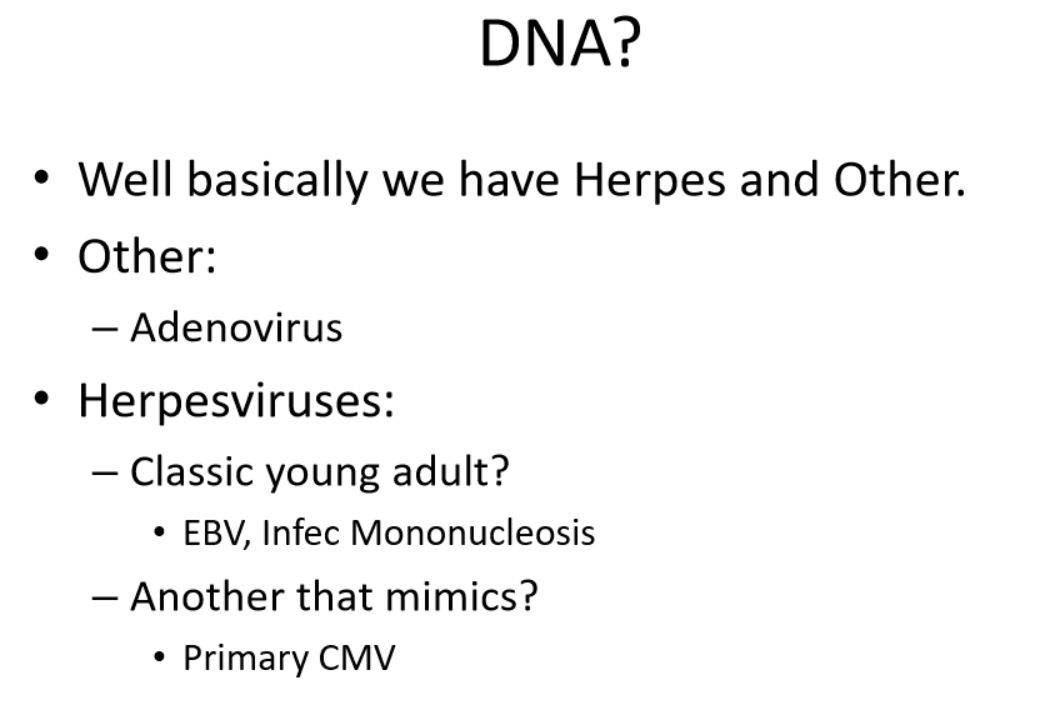 DNA?
• Well basically we have Herpes and Other.
• Other:
– Adenovirus
• Herpesviruses:
– Classic young adult?
• EBV, Infec Mononucleosis
– Another that mimics?
• Primary CMV